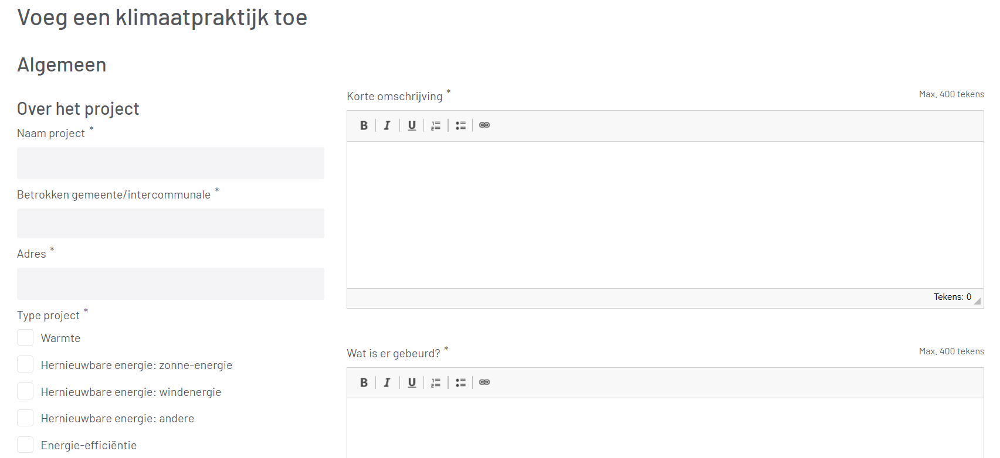 Voeg een klimaatpraktijk toe
Algemeen
Over het project
Naam project *
Betrokken gemeente/intercommunale *
Adres *
Type project *
Warmte
Hernieuwbare energie: zonne-energie
Hernieuwbare energie: windenergie
Hernieuwbare energie: andere
Energie-efficiëntie
Korte omschrijving *
Max. 400 tekens
B I U
Tekens: 0
Wat is er gebeurd? *
Max. 400 tekens
B I U